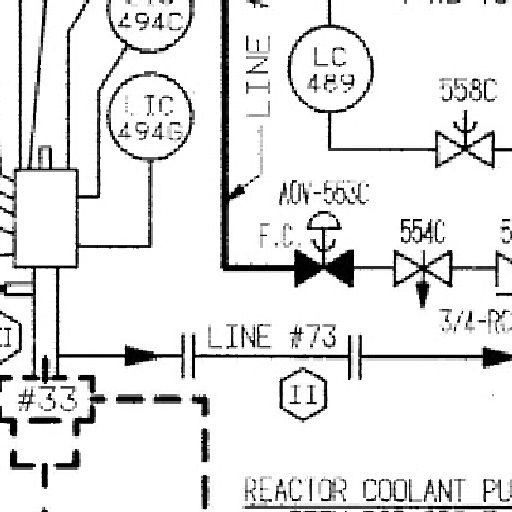 494C
LIC
494G
LINE #
LC
489
558C
AOV-553C
F.C.
554C
3/4-RC
LINE #73
II
#33
REACTOR COOLANT PU